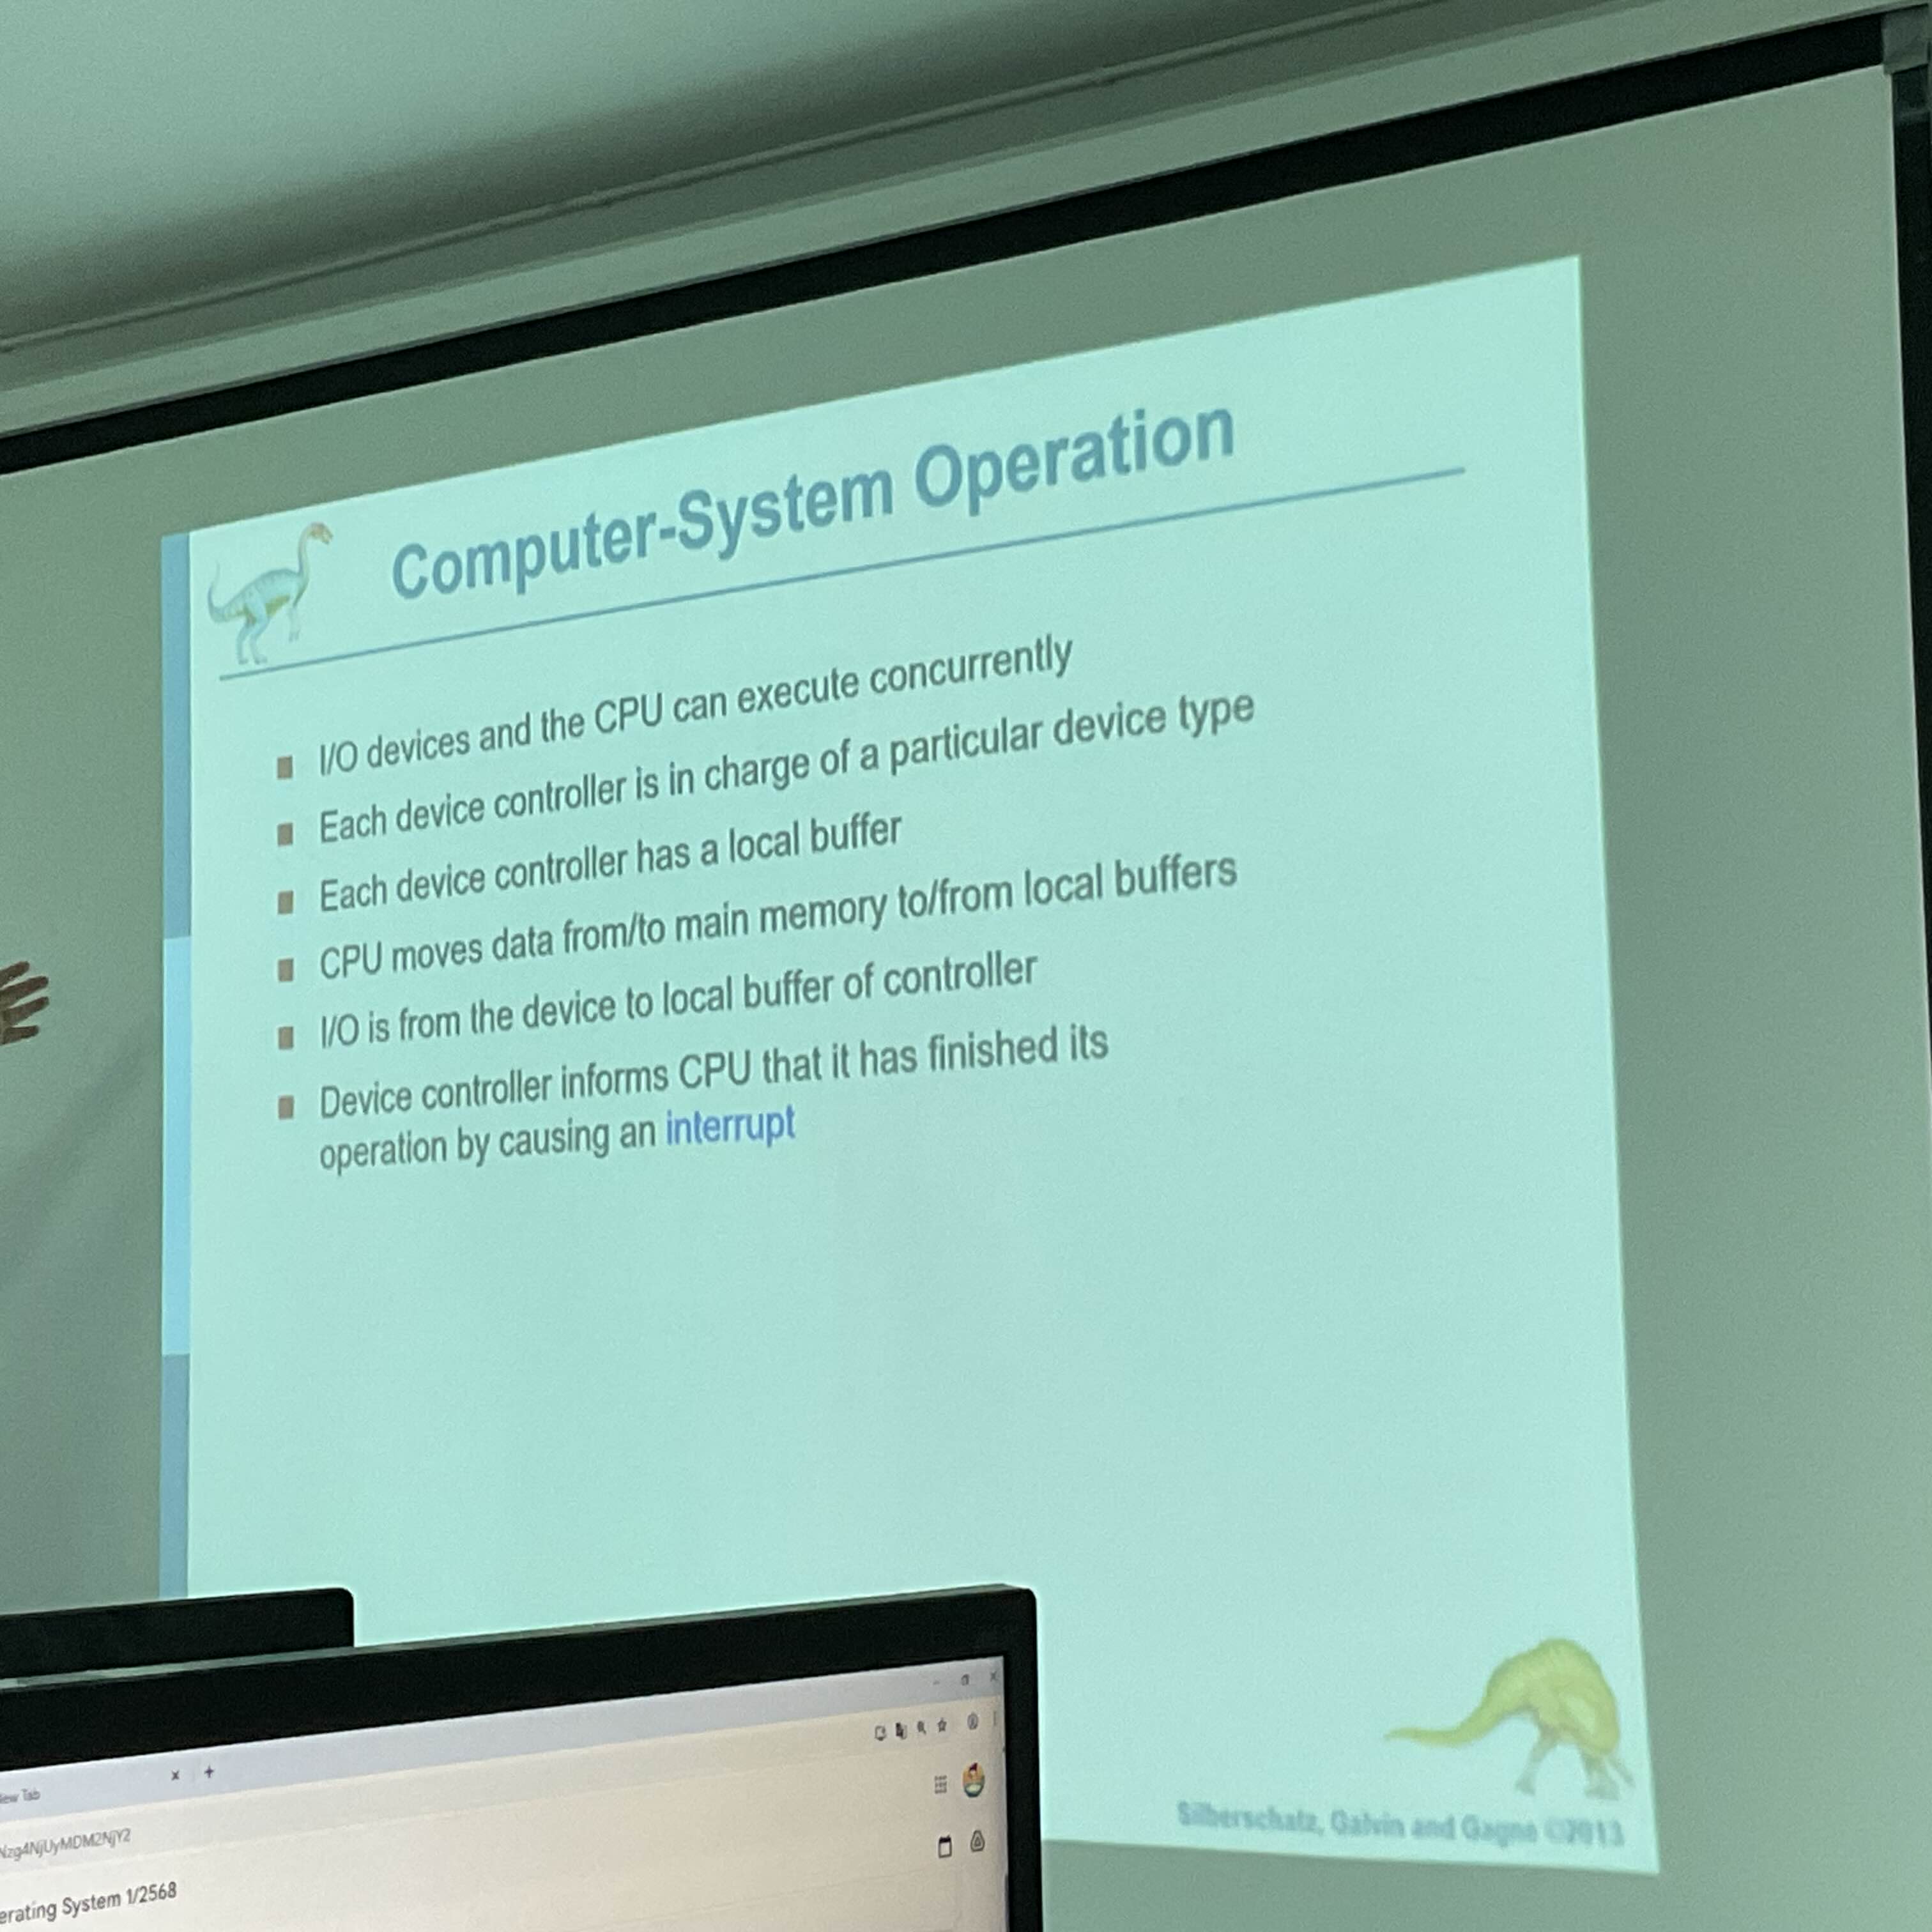 Computer-System Operation
I/O devices and the CPU can execute concurrently
Each device controller is in charge of a particular device type
Each device controller has a local buffer
CPU moves data from/to main memory to/from local buffers
I/O is from the device to local buffer of controller
Device controller informs CPU that it has finished its
operation by causing an interrupt
Silberschatz, Galvin and Gagne ©2013
Tab
Nzg4NjUyMDM2NjY2
erating System 1/2568